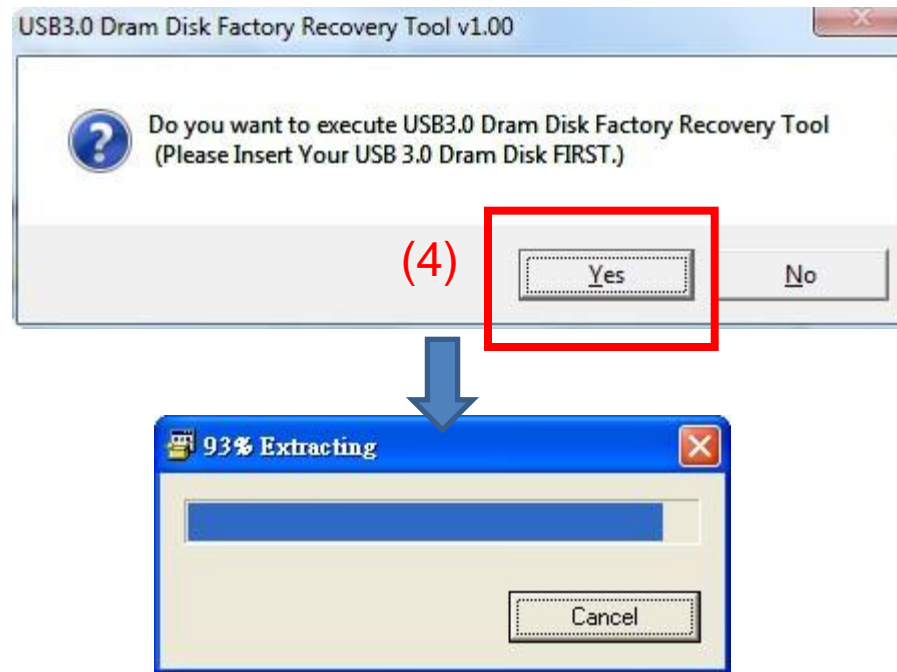 USB3.0 Dram Disk Factory Recovery Tool v1.00
Do you want to execute USB3.0 Dram Disk Factory Recovery Tool
(Please Insert Your USB 3.0 Dram Disk FIRST.)
(4)
Yes
No
93% Extracting
Cancel